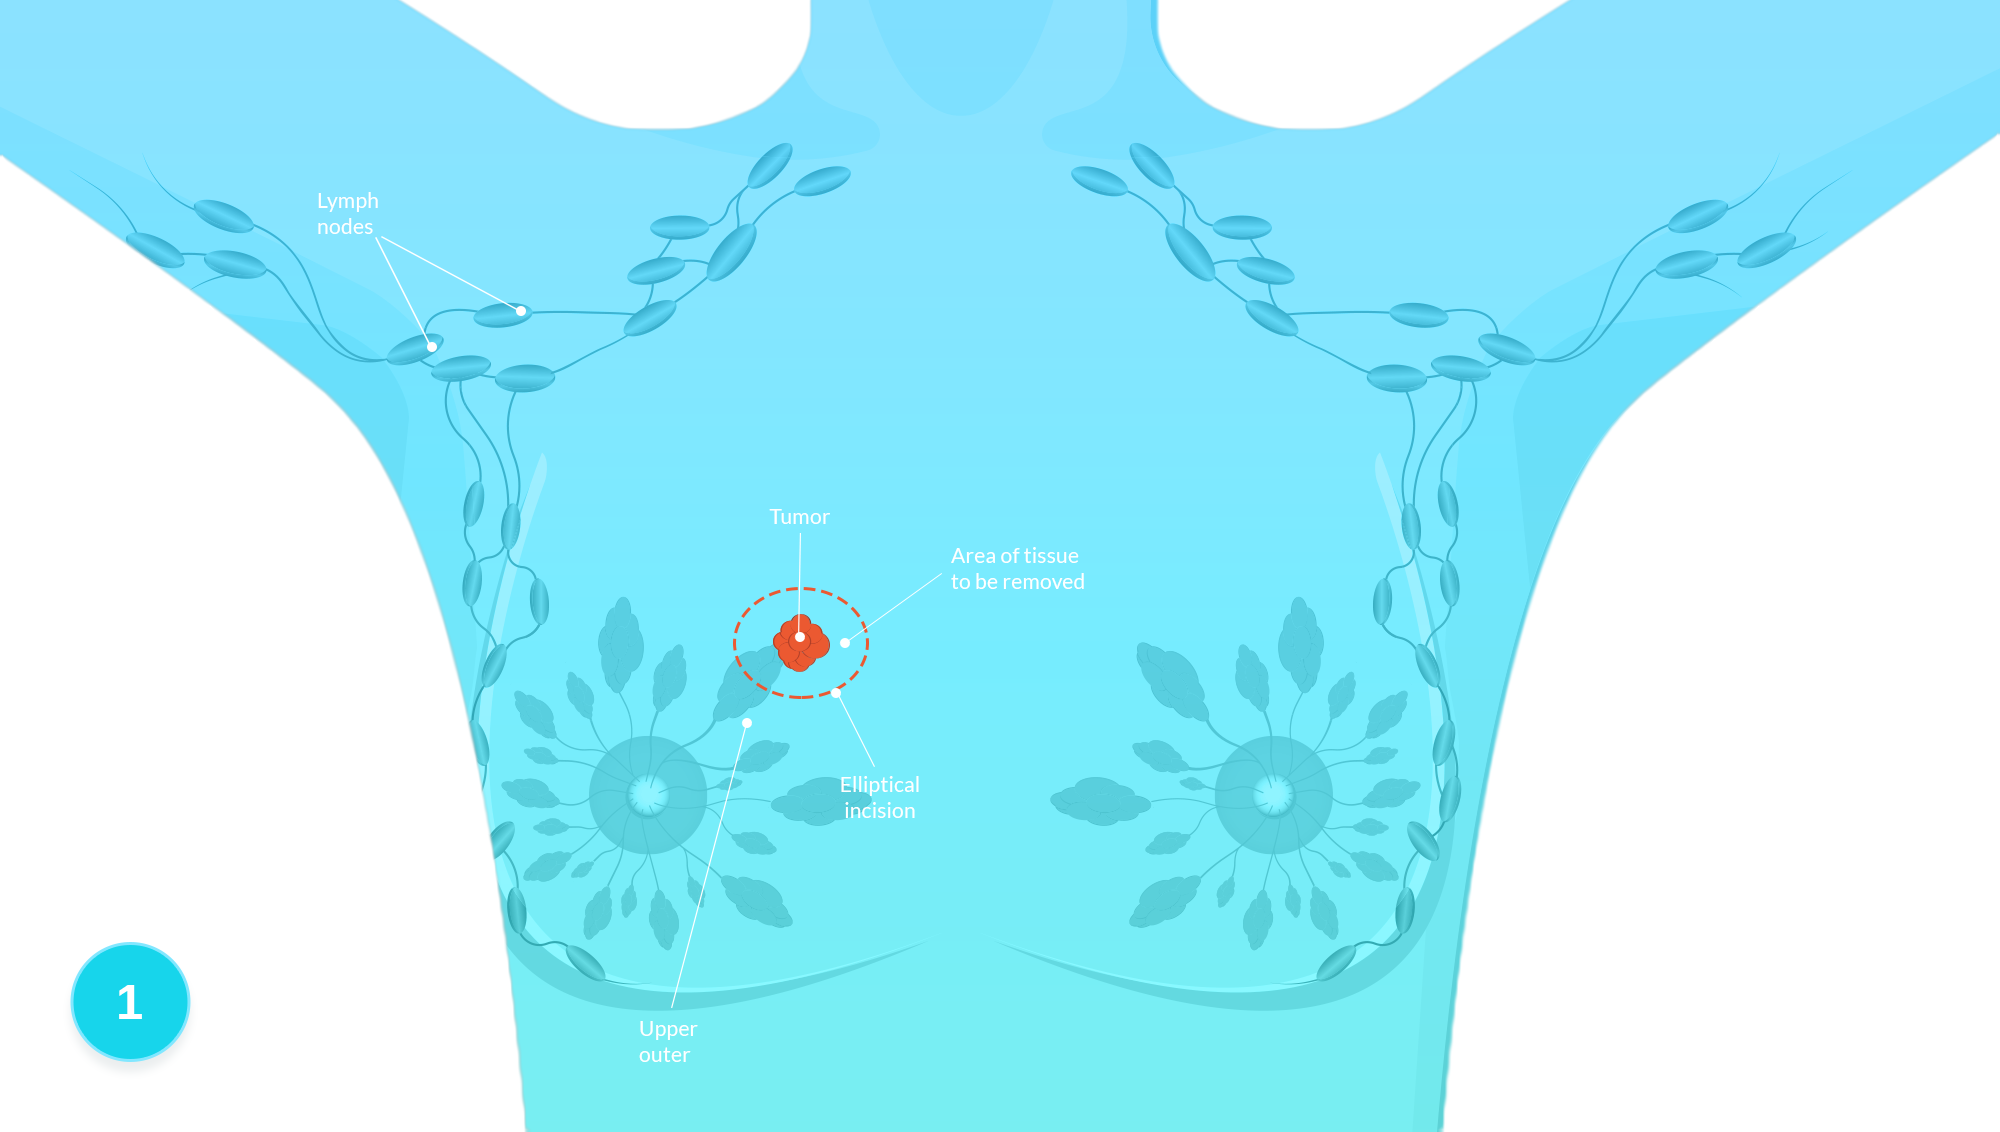 Lymph
nodes
Tumor
Area of tissue
to be removed
Elliptical
incision
1
Upper
outer